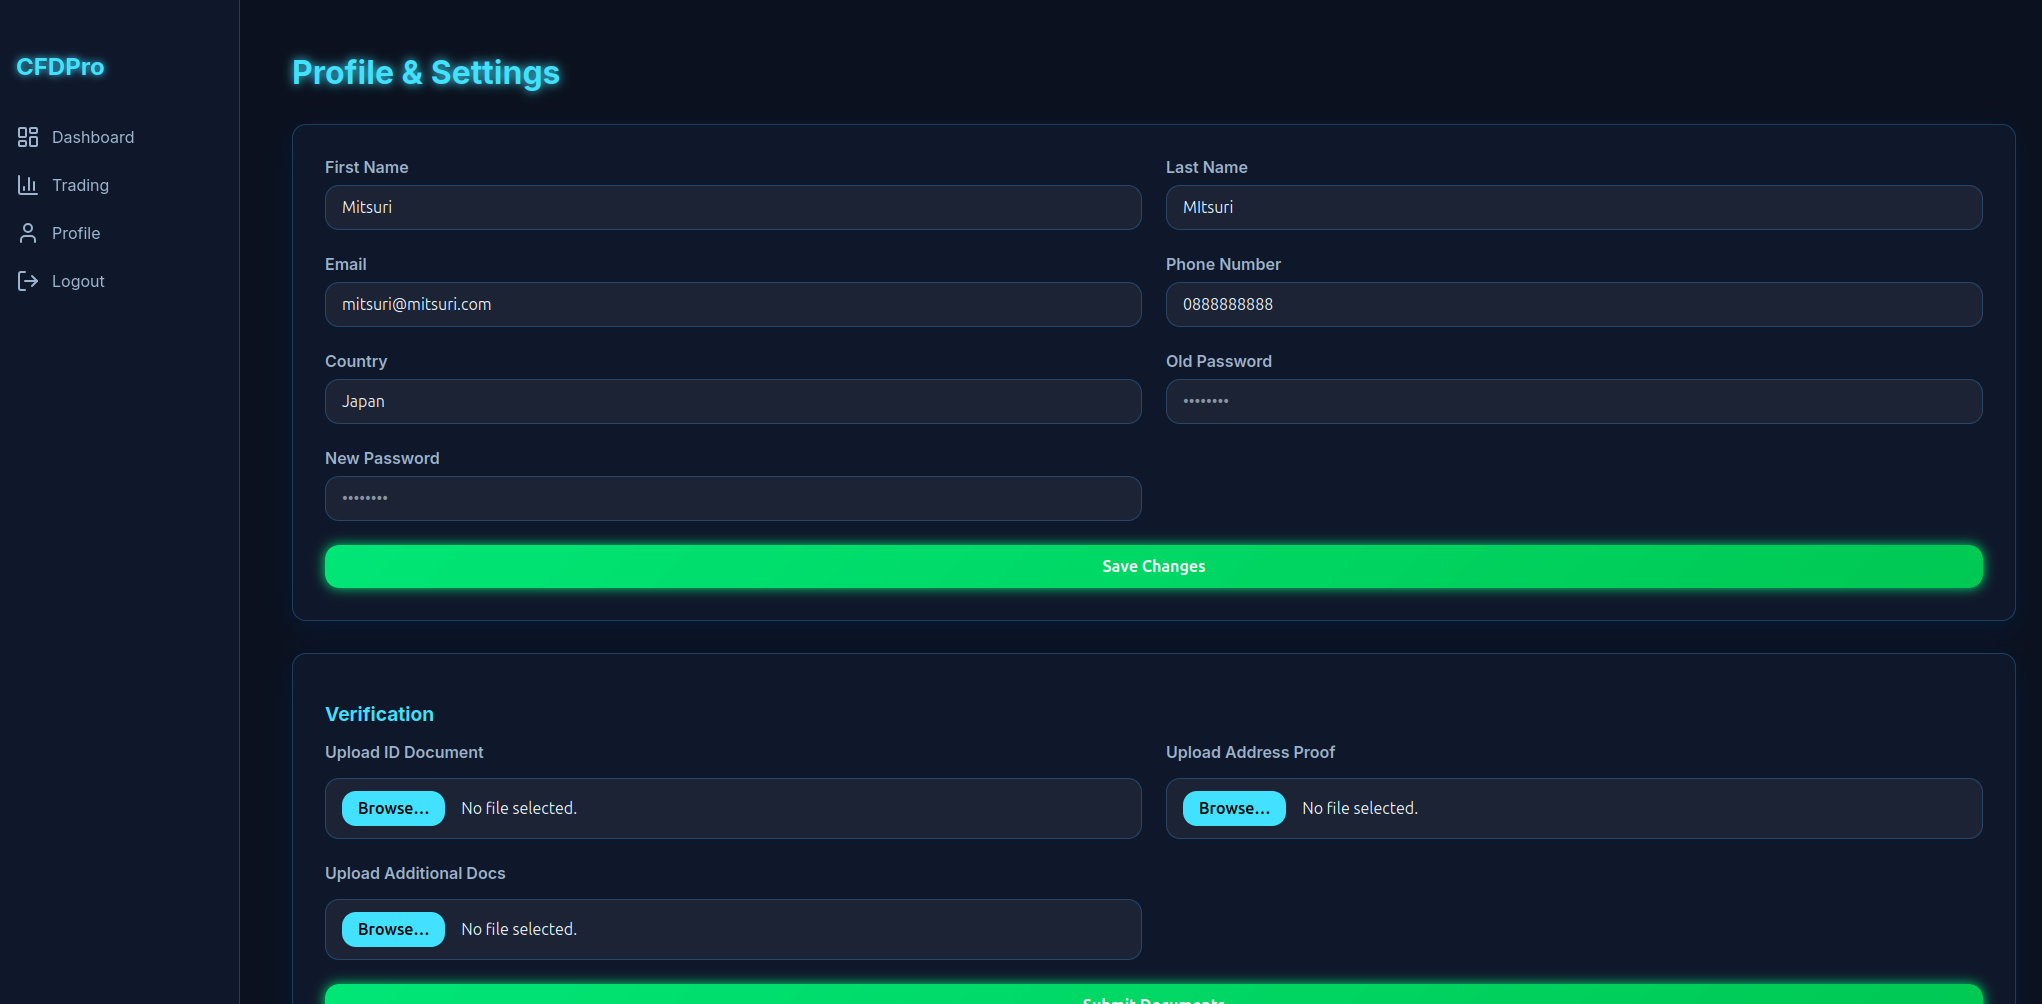 CFDPro
Dashboard
Trading
Profile
Logout
Profile & Settings
First Name
Last Name
Mitsuri
MItsuri
Email
Phone Number
mitsuri@mitsuri.com
0888888888
Country
Old Password
Japan
••••••••
New Password
••••••••
Save Changes
Verification
Upload ID Document
Upload Address Proof
Browse... No file selected.
Browse... No file selected.
Upload Additional Docs
Browse... No file selected.
Submit Documents